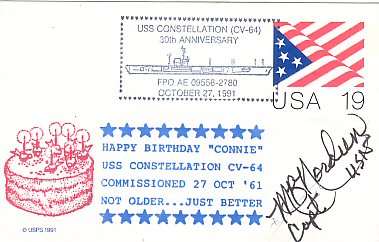 USS CONSTELLATION (CV-64)
30th ANNIVERSARY
FPO AE 09558-2780
OCTOBER 27, 1991
USA 19
★★★★★★★★★★
HAPPY BIRTHDAY "CONNIE"
USS CONSTELLATION CV-64
COMMISSIONED 27 OCT '61
NOT OLDER...JUST BETTER
★★★★★★★★★★
© USPS 1991
Capt USN